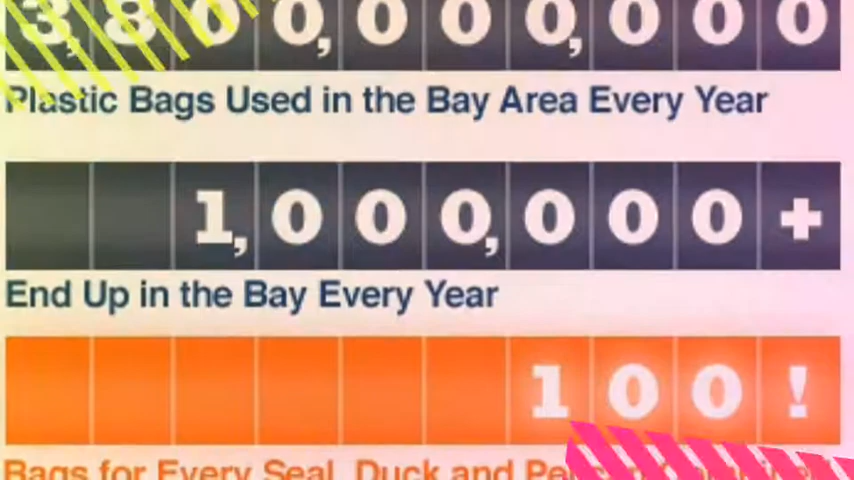 3,800,000,000
Plastic Bags Used in the Bay Area Every Year
1,000,000+
End Up in the Bay Every Year
100!
Bags for Every Seal, Duck and Pelican